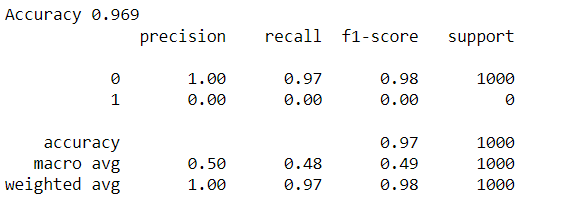 Accuracy 0.969
precision recall f1-score support
0 1.00 0.97 0.98 1000
1 0.00 0.00 0.00 0
accuracy 0.97 1000
macro avg 0.50 0.48 0.49 1000
weighted avg 1.00 0.97 0.98 1000